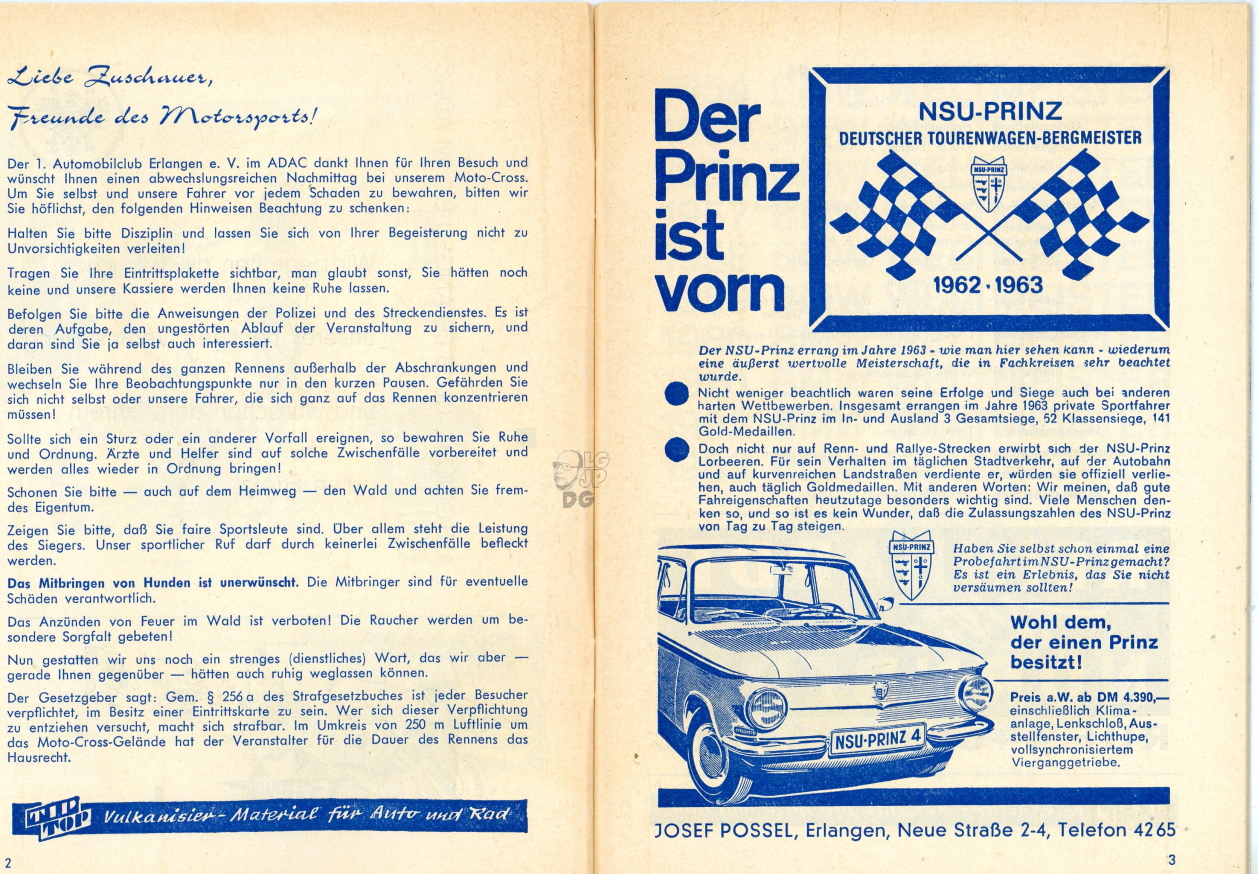 Liebe Zuschauer,
Freunde des Motorsports!
Der 1. Automobilclub Erlangen e. V. im ADAC dankt Ihnen für Ihren Besuch und
wünscht Ihnen einen abwechslungsreichen Nachmittag bei unserem Moto-Cross.
Um Sie selbst und unsere Fahrer vor jedem Schaden zu bewahren, bitten wir
Sie höflichst, den folgenden Hinweisen Beachtung zu schenken:
Halten Sie bitte Disziplin und lassen Sie sich von Ihrer Begeisterung nicht zu
Unvorsichtigkeiten verleiten!
Tragen Sie Ihre Eintrittsplakette sichtbar, man glaubt sonst, Sie hätten noch
keine und unsere Kassiere werden Ihnen keine Ruhe lassen.
Befolgen Sie bitte die Anweisungen der Polizei und des Streckendienstes. Es ist
deren Aufgabe, den ungestörten Ablauf der Veranstaltung zu sichern, und
daran sind Sie ja selbst auch interessiert.
Bleiben Sie während des ganzen Rennens außerhalb der Abschrankungen und
wechseln Sie Ihre Beobachtungspunkte nur in den kurzen Pausen. Gefährden Sie
sich nicht selbst oder unsere Fahrer, die sich ganz auf das Rennen konzentrieren
müssen!
Sollte sich ein Sturz oder ein anderer Vorfall ereignen, so bewahren Sie Ruhe
und Ordnung. Ärzte und Helfer sind auf solche Zwischenfälle vorbereitet und
werden alles wieder in Ordnung bringen!
Schonen Sie bitte — auch auf dem Heimweg — den Wald und achten Sie frem-
des Eigentum.
Zeigen Sie bitte, daß Sie faire Sportsleute sind. Über allem steht die Leistung
des Siegers. Unser sportlicher Ruf darf durch keinerlei Zwischenfälle befleckt
werden.
Das Mitbringen von Hunden ist unerwünscht. Die Mitbringer sind für eventuelle
Schäden verantwortlich.
Das Anzünden von Feuer im Wald ist verboten! Die Raucher werden um be-
sondere Sorgfalt gebeten!
Nun gestatten wir uns noch ein strenges (dienstliches) Wort, das wir aber —
gerade Ihnen gegenüber — hätten auch ruhig weglassen können.
Der Gesetzgeber sagt: Gem. § 256 a des Strafgesetzbuches ist jeder Besucher
verpflichtet, im Besitz einer Eintrittskarte zu sein. Wer sich dieser Verpflichtung
zu entziehen versucht, macht sich strafbar. Im Umkreis von 250 m Luftlinie um
das Moto-Cross-Gelände hat der Veranstalter für die Dauer des Rennens das
Hausrecht.
TIP
TOP
Vulkanisier-Material für Auto und Rad
2
LG
JP
DG
Der
Prinz
ist
vorn
NSU-PRINZ
DEUTSCHER TOURENWAGEN-BERGMEISTER
NSU-PRINZ
1962 · 1963
Der NSU-Prinz errang im Jahre 1963 - wie man hier sehen kann - wiederum
eine äußerst wertvolle Meisterschaft, die in Fachkreisen sehr beachtet
wurde.
Nicht weniger beachtlich waren seine Erfolge und Siege auch bei anderen
harten Wettbewerben. Insgesamt errangen im Jahre 1963 private Sportfahrer
mit dem NSU-Prinz im In- und Ausland 3 Gesamtsiege, 52 Klassensiege, 141
Gold-Medaillen.
Doch nicht nur auf Renn- und Rallye-Strecken erwirbt sich der NSU-Prinz
Lorbeeren. Für sein Verhalten im täglichen Stadtverkehr, auf der Autobahn
und auf kurvenreichen Landstraßen verdiente er, würden sie offiziell verlie-
hen, auch täglich Goldmedaillen. Mit anderen Worten: Wir meinen, daß gute
Fahreigenschaften heutzutage besonders wichtig sind. Viele Menschen den-
ken so, und so ist es kein Wunder, daß die Zulassungszahlen des NSU-Prinz
von Tag zu Tag steigen.
NSU-PRINZ
Haben Sie selbst schon einmal eine
Probefahrt im NSU-Prinz gemacht?
Es ist ein Erlebnis, das Sie nicht
versäumen sollten!
Wohl dem,
der einen Prinz
besitzt!
Preis a.W. ab DM 4.390,—
einschließlich Klima-
anlage, Lenkschloß, Aus-
stellfenster, Lichthupe,
vollsynchronisiertem
Vierganggetriebe.
NSU-PRINZ 4
JOSEF POSSEL, Erlangen, Neue Straße 2-4, Telefon 4265
3